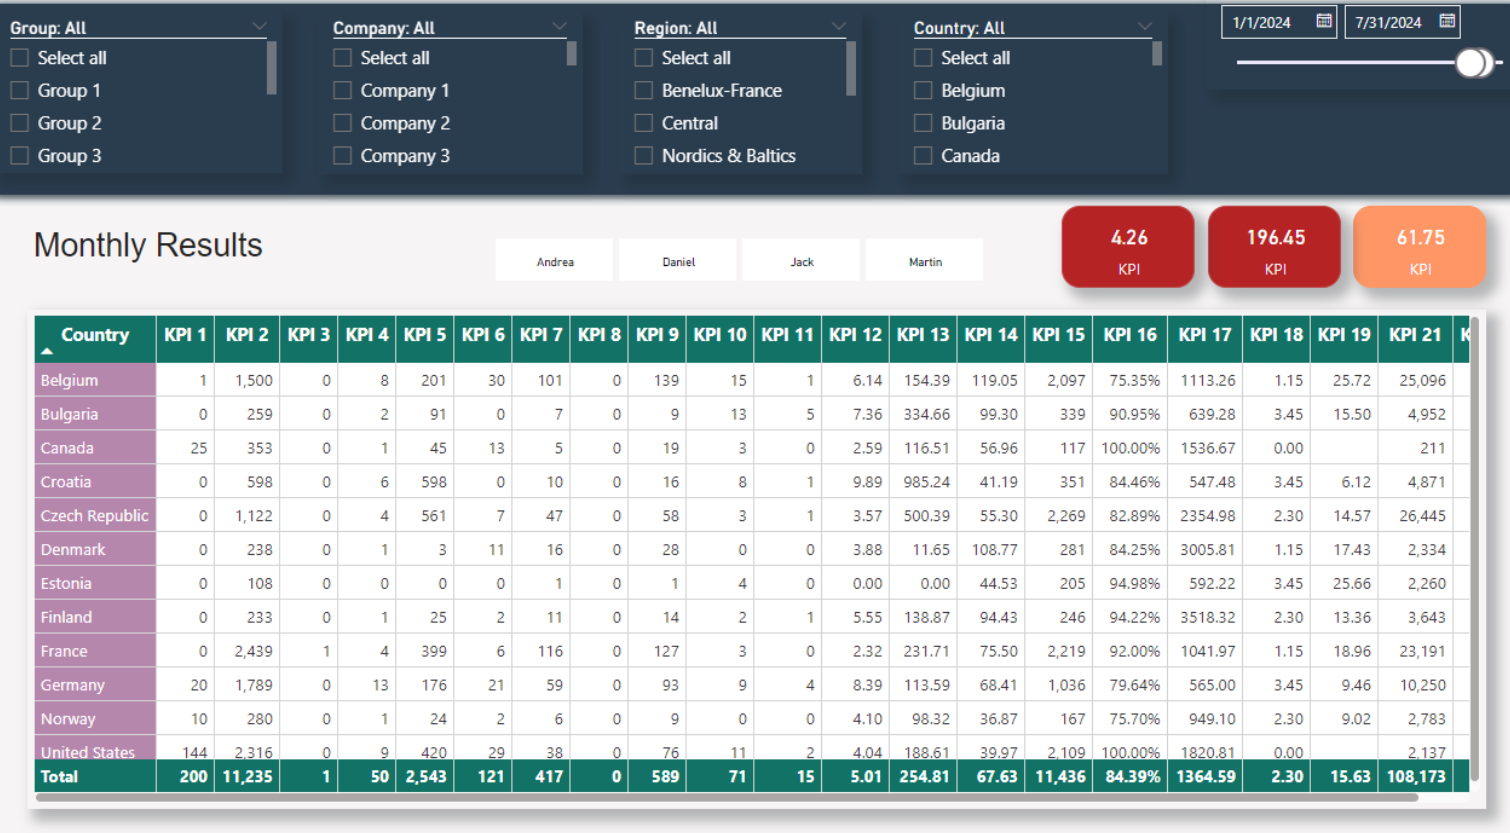 Group: All Company: All Region: All Country: All 1/1/2024 7/31/2024
Select all Select all Select all Select all
Group 1 Company 1 Benelux-France Belgium
Group 2 Company 2 Central Bulgaria
Group 3 Company 3 Nordics & Baltics Canada
Monthly Results
Andrea Daniel Jack Martin
4.26 196.45 61.75
KPI KPI KPI
Country KPI 1 KPI 2 KPI 3 KPI 4 KPI 5 KPI 6 KPI 7 KPI 8 KPI 9 KPI 10 KPI 11 KPI 12 KPI 13 KPI 14 KPI 15 KPI 16 KPI 17 KPI 18 KPI 19 KPI 21
Belgium 1 1,500 0 8 201 30 101 0 139 15 1 6.14 154.39 119.05 2,097 75.35% 1113.26 1.15 25.72 25,096
Bulgaria 0 259 0 2 91 0 7 0 9 13 5 7.36 334.66 99.30 339 90.95% 639.28 3.45 15.50 4,952
Canada 25 353 0 1 45 13 5 0 19 3 0 2.59 116.51 56.96 117 100.00% 1536.67 0.00 211
Croatia 0 598 0 6 598 0 10 0 16 8 1 9.89 985.24 41.19 351 84.46% 547.48 3.45 6.12 4,871
Czech Republic 0 1,122 0 4 561 7 47 0 58 3 1 3.57 500.39 55.30 2,269 82.89% 2354.98 2.30 14.57 26,445
Denmark 0 238 0 1 3 11 16 0 28 0 0 3.88 11.65 108.77 281 84.25% 3005.81 1.15 17.43 2,334
Estonia 0 108 0 0 0 0 1 0 1 4 0 0.00 0.00 44.53 205 94.98% 592.22 3.45 25.66 2,260
Finland 0 233 0 1 25 2 11 0 14 2 1 5.55 138.87 94.43 246 94.22% 3518.32 2.30 13.36 3,643
France 0 2,439 1 4 399 6 116 0 127 3 0 2.32 231.71 75.50 2,219 92.00% 1041.97 1.15 18.96 23,191
Germany 20 1,789 0 13 176 21 59 0 93 9 4 8.39 113.59 68.41 1,036 79.64% 565.00 3.45 9.46 10,250
Norway 10 280 0 1 24 2 6 0 9 0 0 4.10 98.32 36.87 167 75.70% 949.10 2.30 9.02 2,783
United States 144 2,316 0 9 420 29 38 0 76 11 2 4.04 188.61 39.97 2,109 100.00% 1820.81 0.00 2,137
Total 200 11,235 1 50 2,543 121 417 0 589 71 15 5.01 254.81 67.63 11,436 84.39% 1364.59 2.30 15.63 108,173